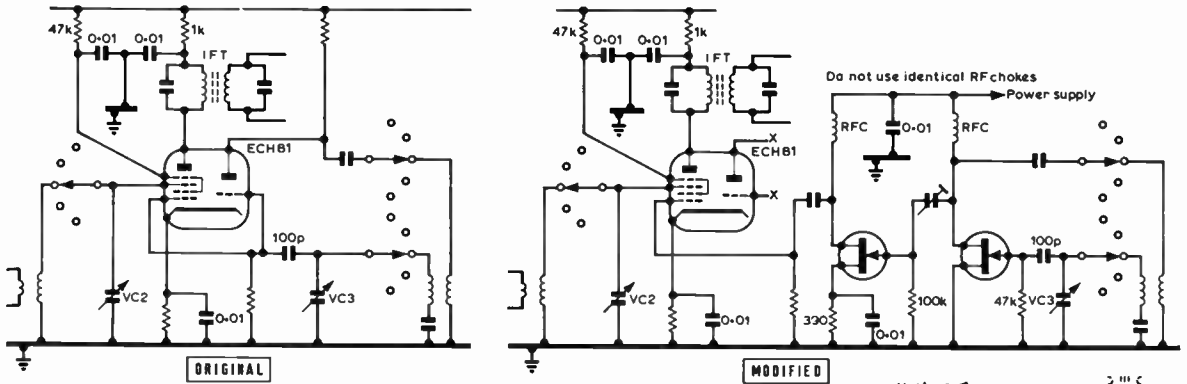 47k
0·01
0·01
1k
IFT
ECH81
100p
VC2
VC3
0·01
ORIGINAL
47k
0·01
0·01
1k
IFT
Do not use identical RF chokes
Power supply
RFC
0·01
RFC
X
ECH81
X
100p
VC2
100k
47k
VC3
0·01
390
0·01
MODIFIED